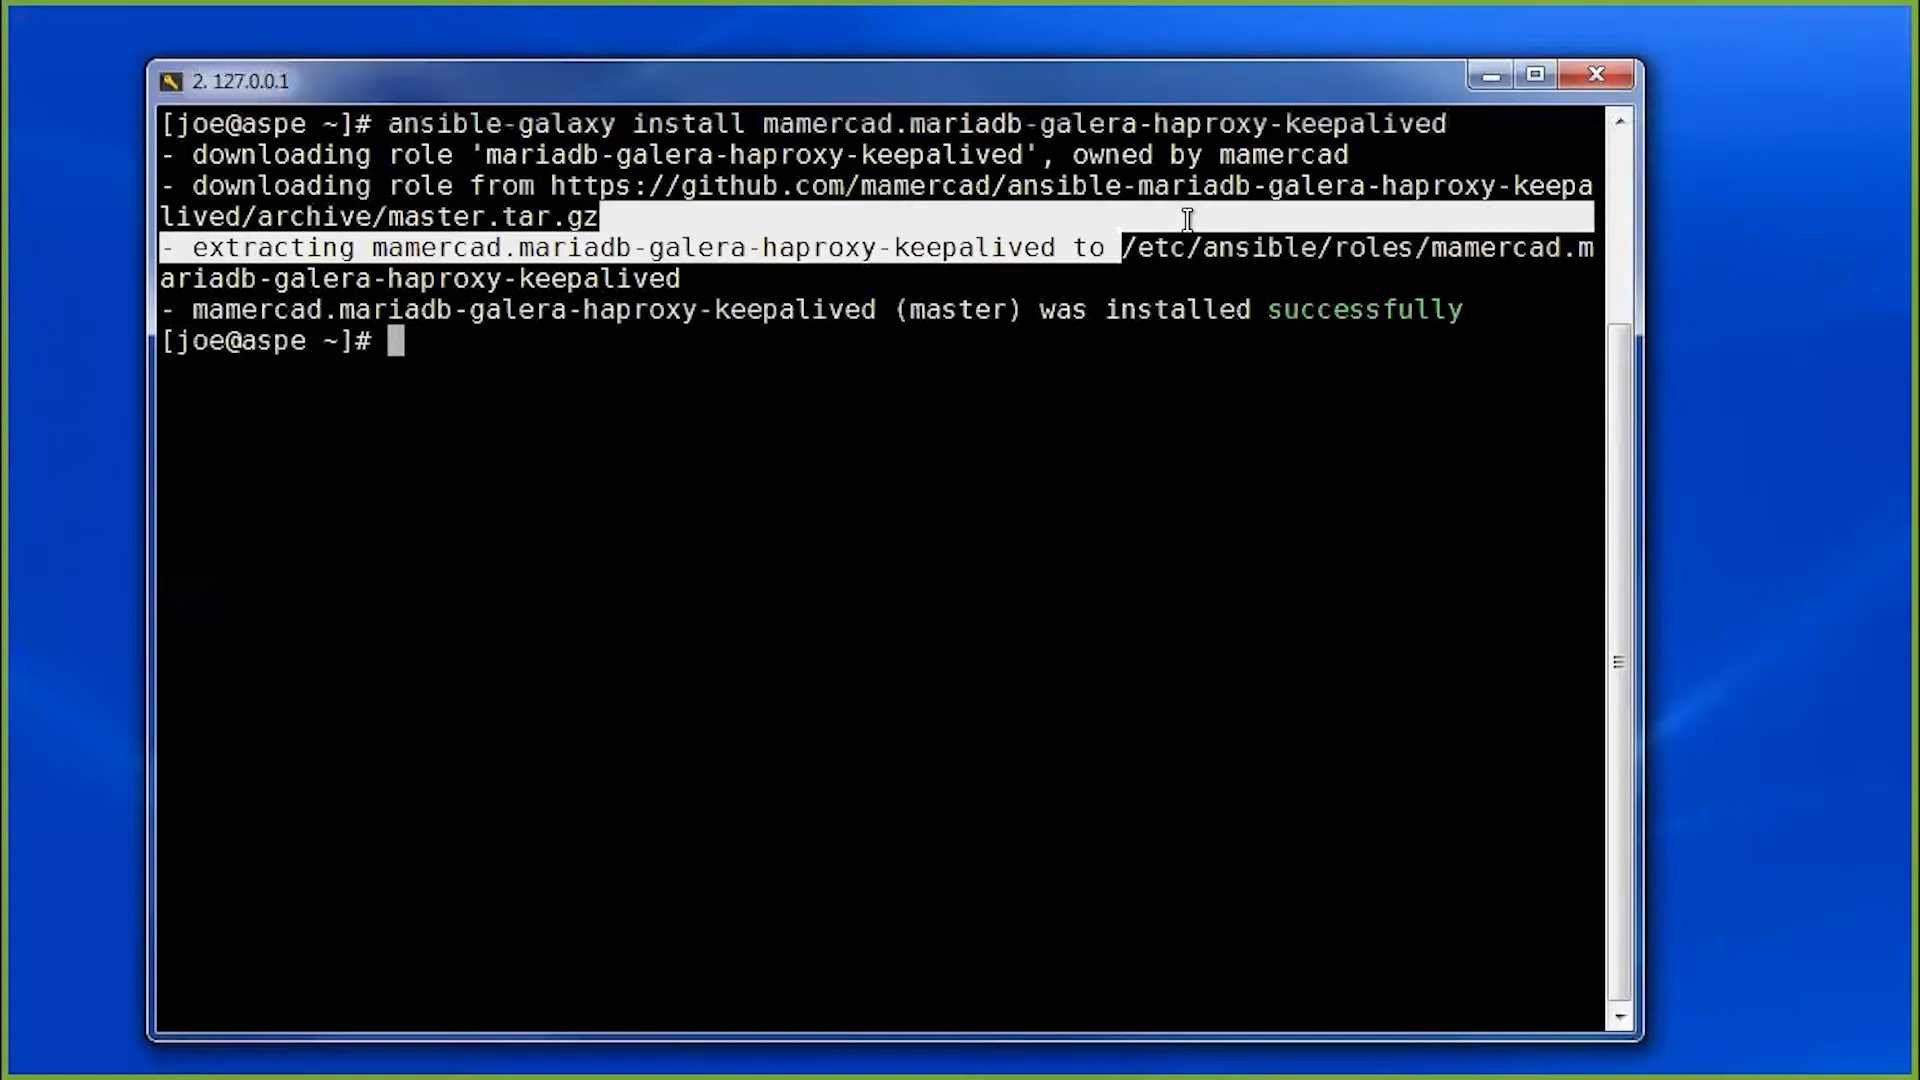 2. 127.0.0.1
[joe@aspe ~]# ansible-galaxy install mamercad.mariadb-galera-haproxy-keepalived
- downloading role 'mariadb-galera-haproxy-keepalived', owned by mamercad
- downloading role from https://github.com/mamercad/ansible-mariadb-galera-haproxy-keepa
lived/archive/master.tar.gz
- extracting mamercad.mariadb-galera-haproxy-keepalived to /etc/ansible/roles/mamercad.m
ariadb-galera-haproxy-keepalived
- mamercad.mariadb-galera-haproxy-keepalived (master) was installed successfully
[joe@aspe ~]#